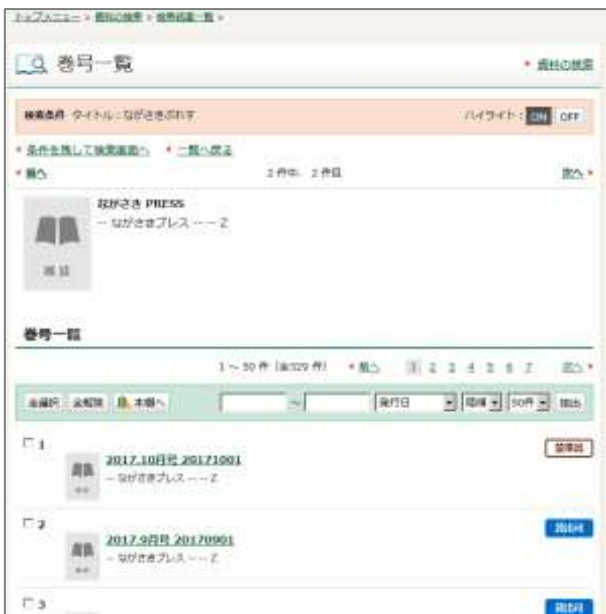 トップメニュー > 資料の検索 > 検索結果一覧 >
巻号一覧
資料の検索
検索条件 タイトル:ながさきぷれす
ハイライト: ON OFF
条件を残して検索画面へ 一覧へ戻る
前へ 2 件中、 2 件目 次へ
ながさき PRESS
-- ながさきプレス -- -- Z
雑誌
巻号一覧
1 ~ 50 件(全329 件) 前へ 1 2 3 4 5 6 7 次へ
全選択 全解除 本棚へ ~ 発行日 降順 50件 抽出
1 禁帯出
2017.10月号 20171001
-- ながさきプレス -- -- Z
2 貸出可
2017.9月号 20170901
-- ながさきプレス -- -- Z
3 貸出可